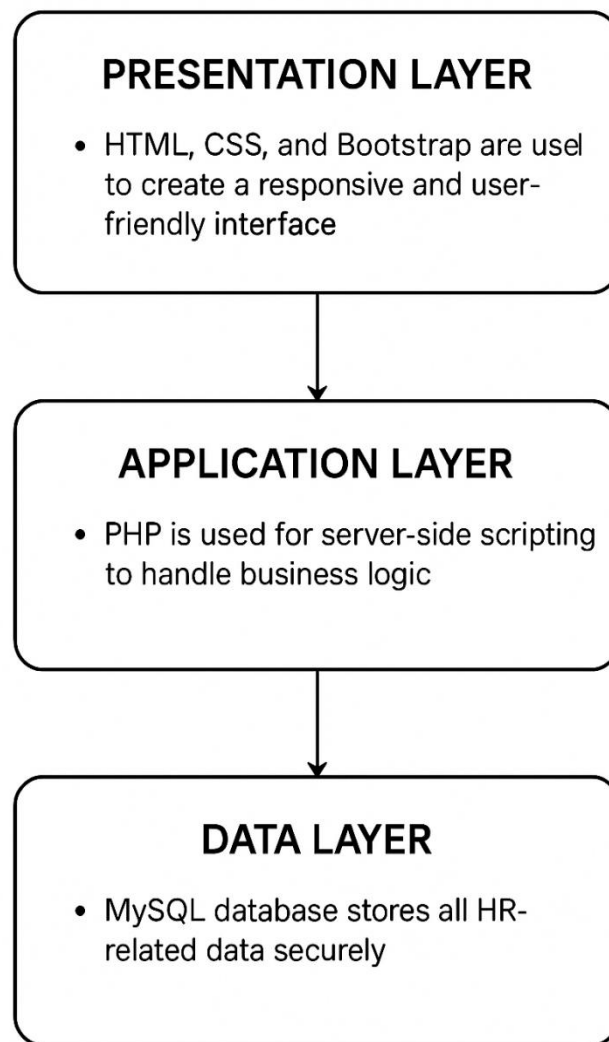 PRESENTATION LAYER
• HTML, CSS, and Bootstrap are usel
to create a responsive and user-
friendly interface
APPLICATION LAYER
• PHP is used for server-side scripting
to handle business logic
DATA LAYER
• MySQL database stores all HR-
related data securely